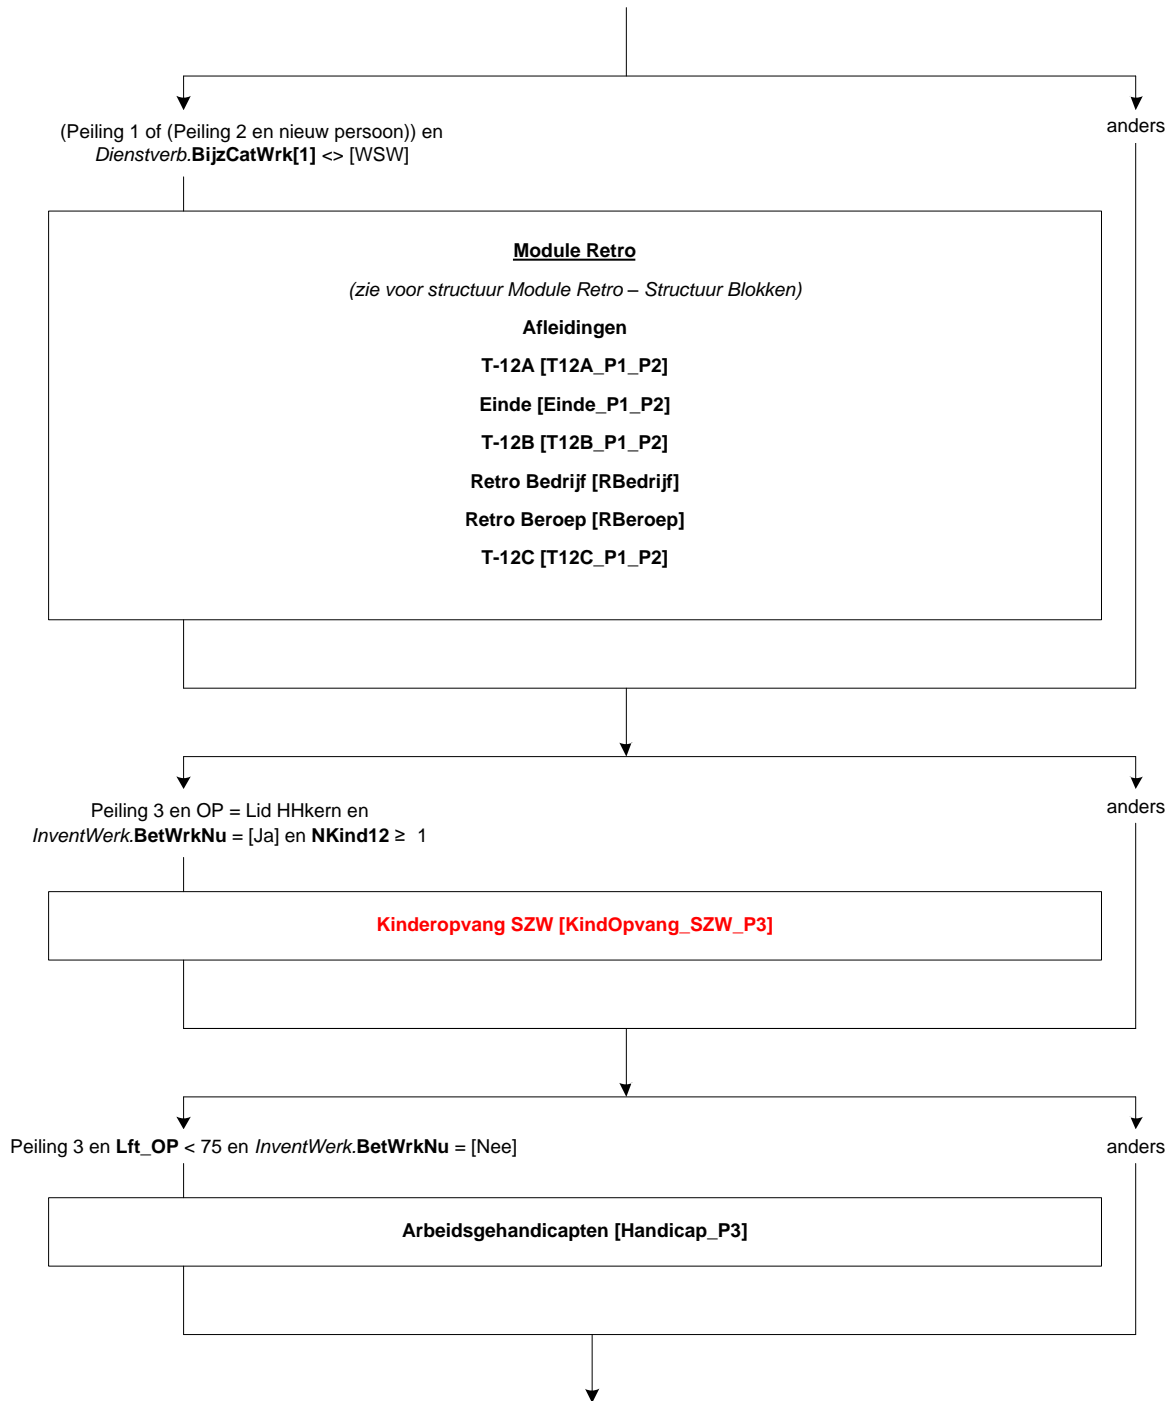 (Peiling 1 of (Peiling 2 en nieuw persoon)) en
Dienstverb.BijzCatWrk[1] <> [WSW]
anders
Module Retro
(zie voor structuur Module Retro – Structuur Blokken)
Afleidingen
T-12A [T12A_P1_P2]
Einde [Einde_P1_P2]
T-12B [T12B_P1_P2]
Retro Bedrijf [RBedrijf]
Retro Beroep [RBeroep]
T-12C [T12C_P1_P2]
Peiling 3 en OP = Lid HHkern en
InventWerk.BetWrkNu = [Ja] en NKind12 ≥ 1
anders
Kinderopvang SZW [KindOpvang_SZW_P3]
Peiling 3 en Lft_OP < 75 en InventWerk.BetWrkNu = [Nee]
anders
Arbeidsgehandicapten [Handicap_P3]